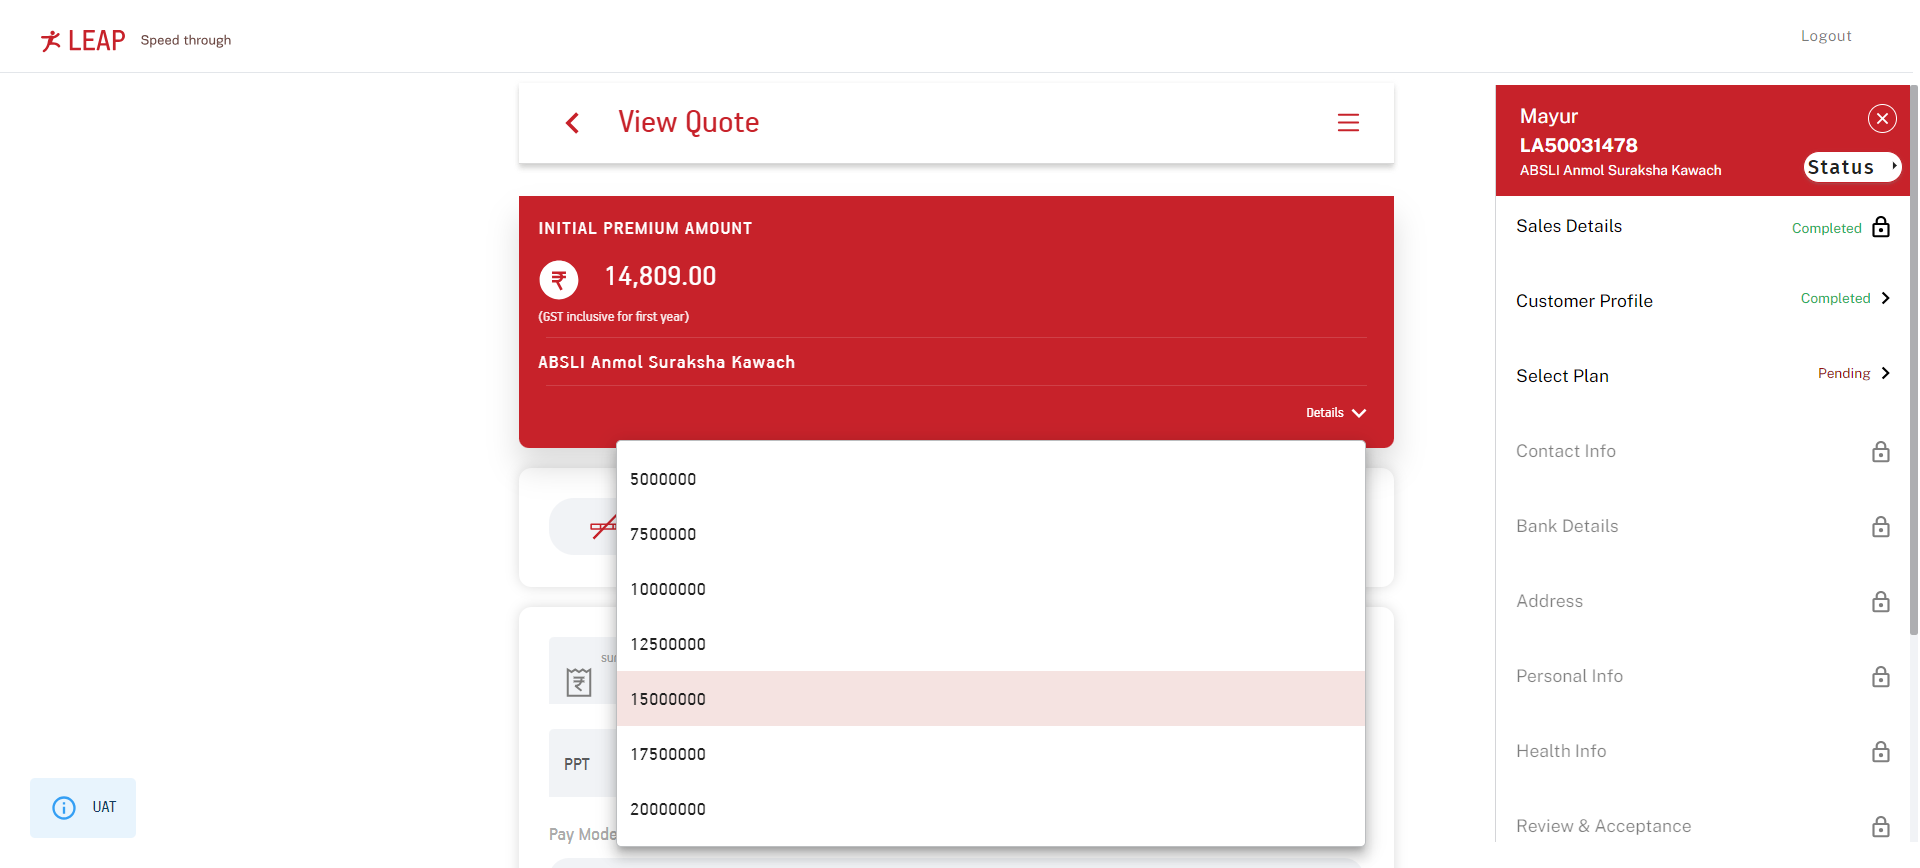 LEAP Speed through
Logout
View Quote
INITIAL PREMIUM AMOUNT
₹ 14,809.00
(GST inclusive for first year)
ABSLI Anmol Suraksha Kawach
Details
5000000
7500000
10000000
12500000
15000000
17500000
20000000
₹
PPT
Pay Mode
UAT
Mayur
LA50031478
ABSLI Anmol Suraksha Kawach
Status
Sales Details Completed
Customer Profile Completed
Select Plan Pending
Contact Info
Bank Details
Address
Personal Info
Health Info
Review & Acceptance